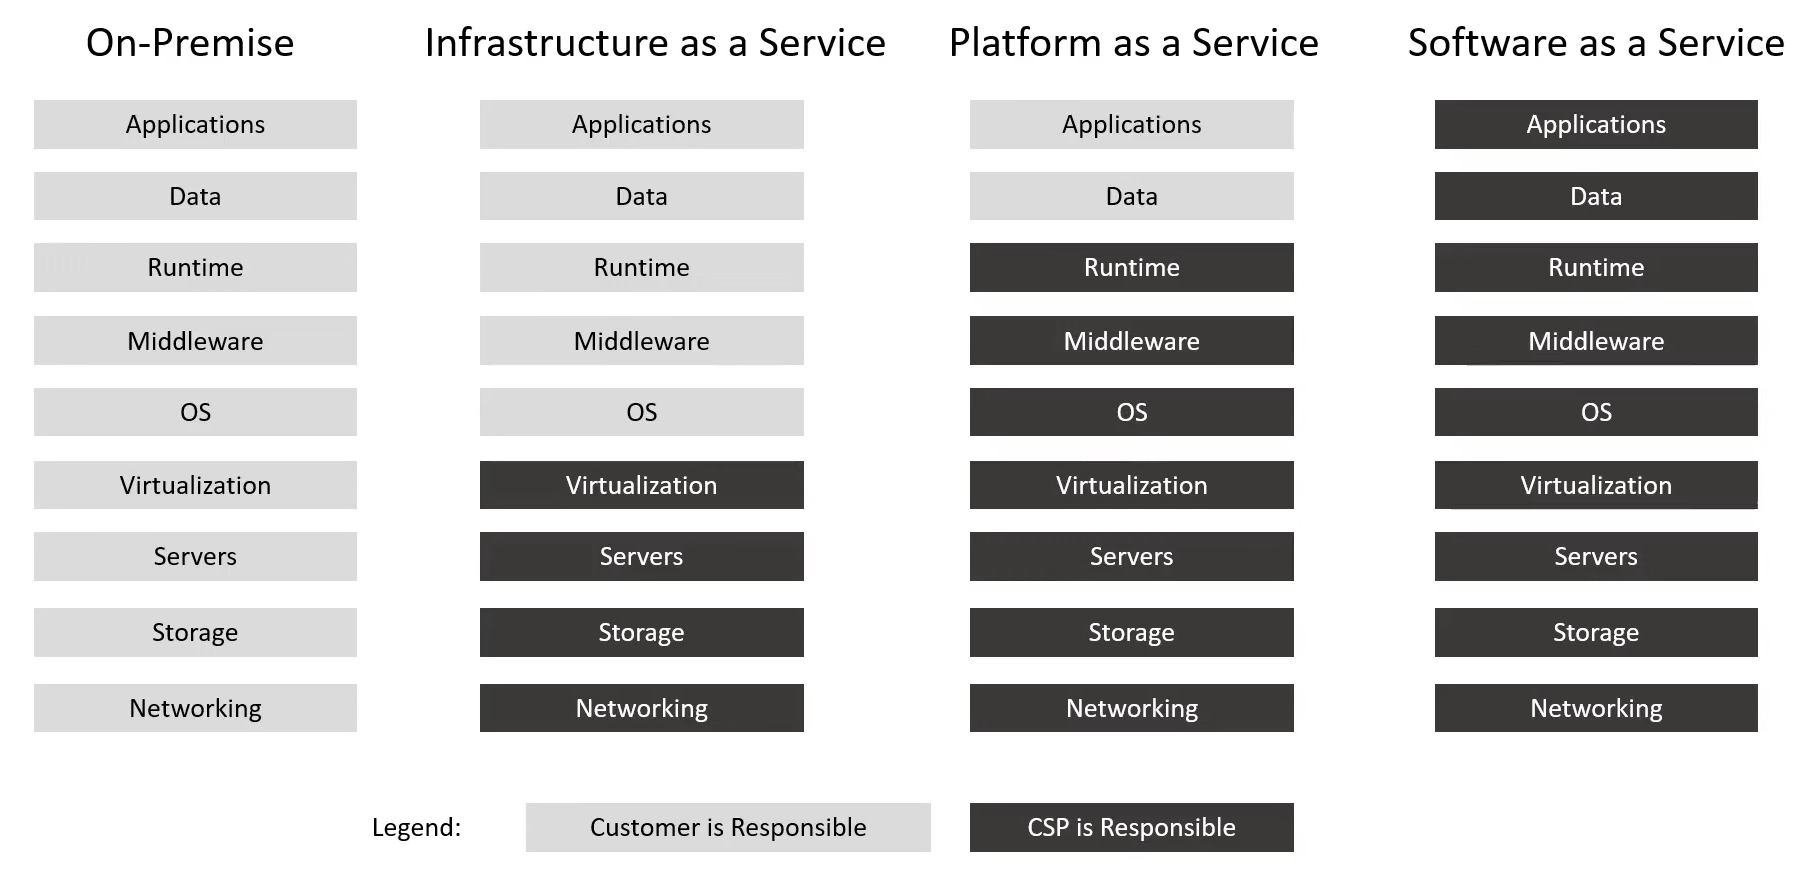 On-Premise
Infrastructure as a Service
Platform as a Service
Software as a Service
Applications
Applications
Applications
Applications
Data
Data
Data
Data
Runtime
Runtime
Runtime
Runtime
Middleware
Middleware
Middleware
Middleware
OS
OS
OS
OS
Virtualization
Virtualization
Virtualization
Virtualization
Servers
Servers
Servers
Servers
Storage
Storage
Storage
Storage
Networking
Networking
Networking
Networking
Legend:
Customer is Responsible
CSP is Responsible